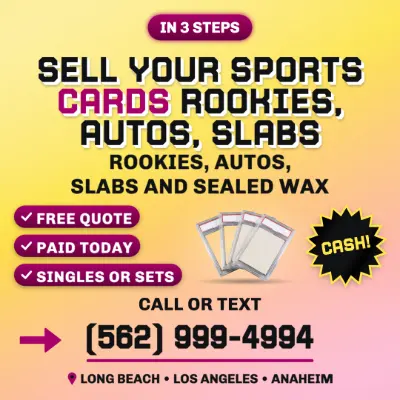 IN 3 STEPS
SELL YOUR SPORTS
CARDS ROOKIES,
AUTOS, SLABS
ROOKIES, AUTOS,
SLABS AND SEALED WAX
✓ FREE QUOTE
✓ PAID TODAY
✓ SINGLES OR SETS
CASH!
CALL OR TEXT
(562) 999-4994
LONG BEACH • LOS ANGELES • ANAHEIM